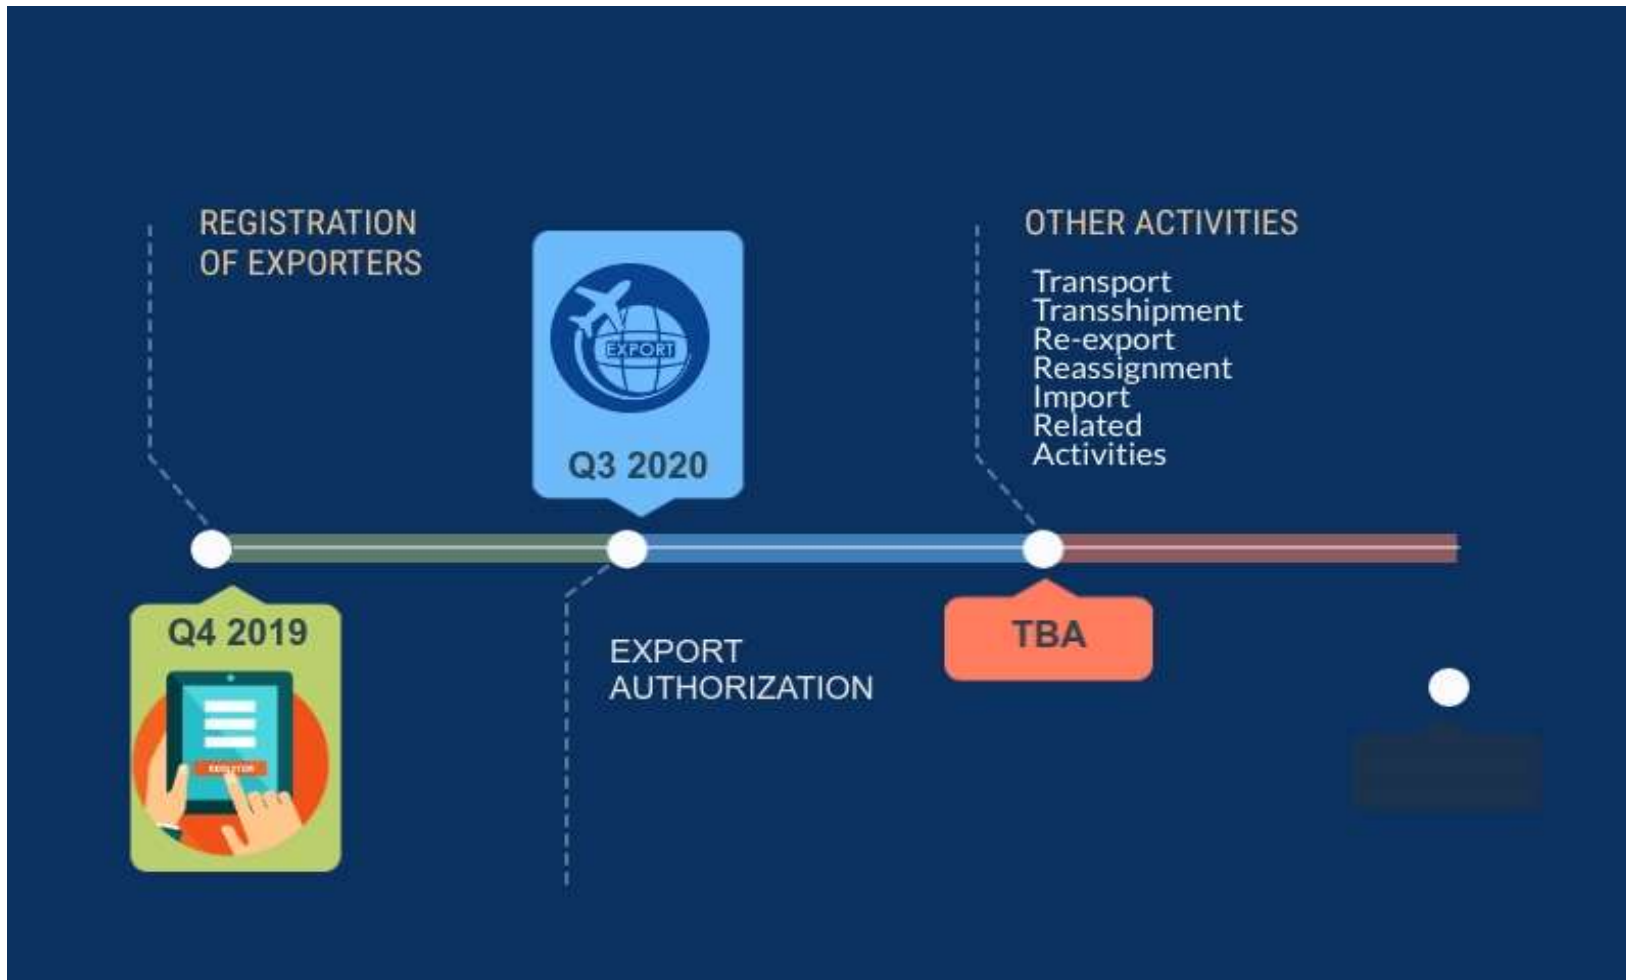 REGISTRATION
OF EXPORTERS
Q4 2019
EXPORT
Q3 2020
EXPORT
AUTHORIZATION
OTHER ACTIVITIES
Transport
Transshipment
Re-export
Reassignment
Import
Related
Activities
TBA